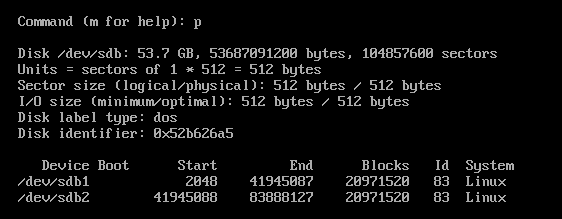 Command (m for help): p
Disk /dev/sdb: 53.7 GB, 53687091200 bytes, 104857600 sectors
Units = sectors of 1 * 512 = 512 bytes
Sector size (logical/physical): 512 bytes / 512 bytes
I/O size (minimum/optimal): 512 bytes / 512 bytes
Disk label type: dos
Disk identifier: 0x52b626a5
Device Boot Start End Blocks Id System
/dev/sdb1 2048 41945087 20971520 83 Linux
/dev/sdb2 41945088 83888127 20971520 83 Linux